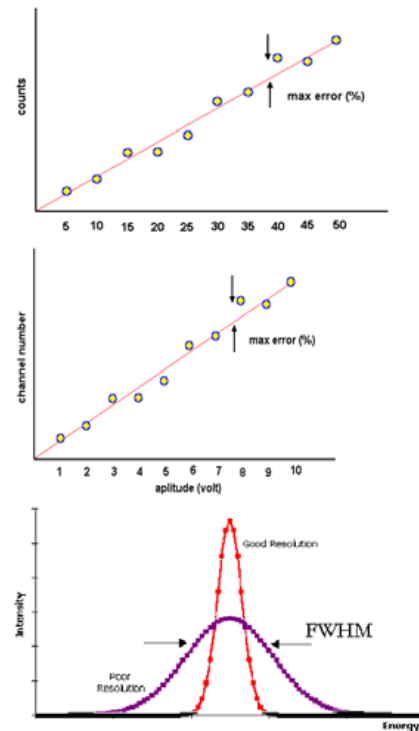 counts
max error (%)
5 10 15 20 25 30 35 40 45 50
channel number
max error (%)
1 2 3 4 5 6 7 8 9 10
aplitude (volt)
Intensity
Good Resolution
FWHM
Poor
Resolution
Energy